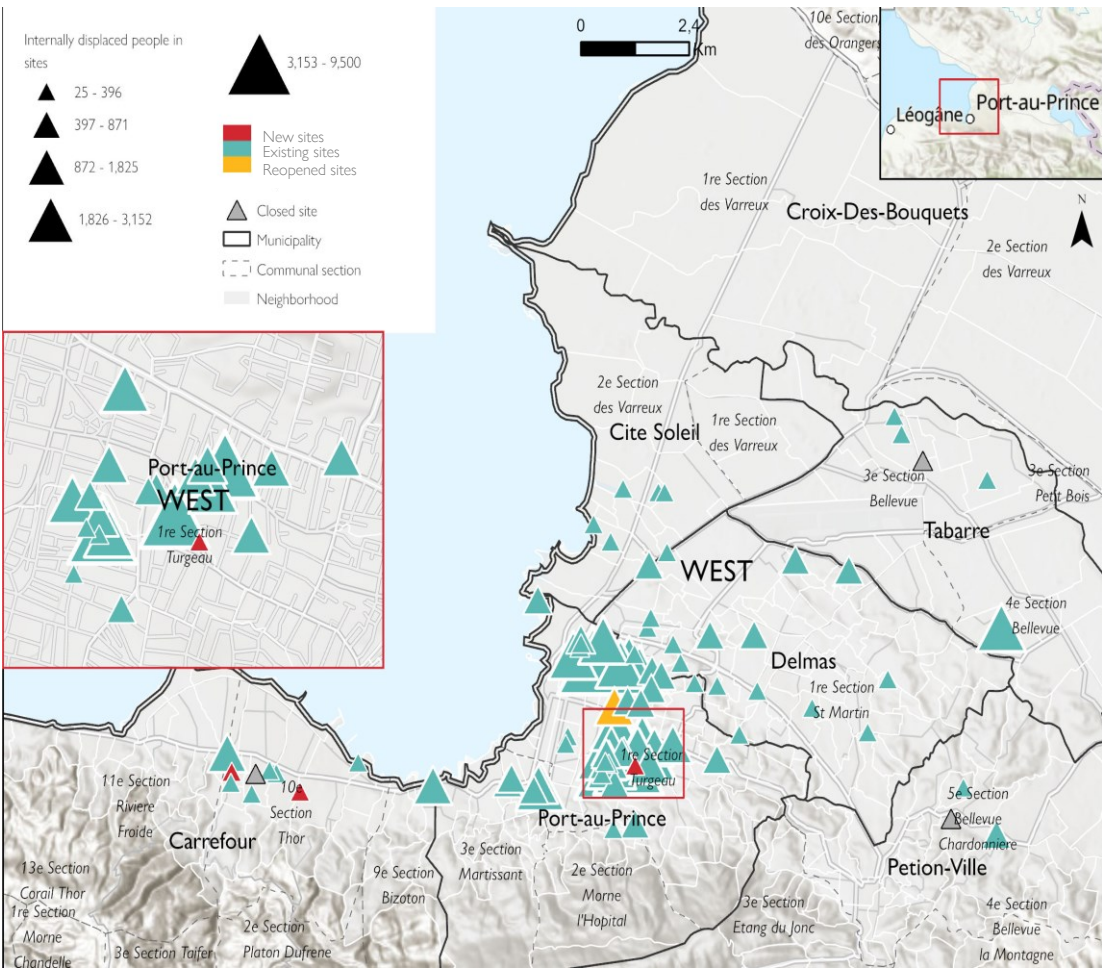 Internally displaced people in
sites
25 - 396
397 - 871
872 - 1,825
1,826 - 3,152
3,153 - 9,500
New sites
Existing sites
Reopened sites
Closed site
Municipality
Communal section
Neighborhood
0
2,4
Km
10e Section
des Orangers
Léogâne
Port-au-Prince
N
1re Section
des Varreux
Croix-Des-Bouquets
2e Section
des Varreux
2e Section
des Varreux
Cite Soleil
1re Section
des Varreux
3e Section
Bellevue
3e Section
Petit Bois
Tabarre
WEST
4e Section
Bellevue
Delmas
1re Section
St Martin
Port-au-Prince
WEST
1re Section
Turgeau
1re Section
Turgeau
11e Section
Riviere
Froide
10e
Section
Thor
Carrefour
Port-au-Prince
5e Section
Bellevue
Chardonniere
Petion-Ville
13e Section
Corail Thor
1re Section
Morne
Chandelle
3e Section Taifer
2e Section
Platon Dufrene
9e Section
Bizoton
3e Section
Martissant
2e Section
Morne
l'Hopital
3e Section
Etang du Jonc
4e Section
Bellevue
la Montagne